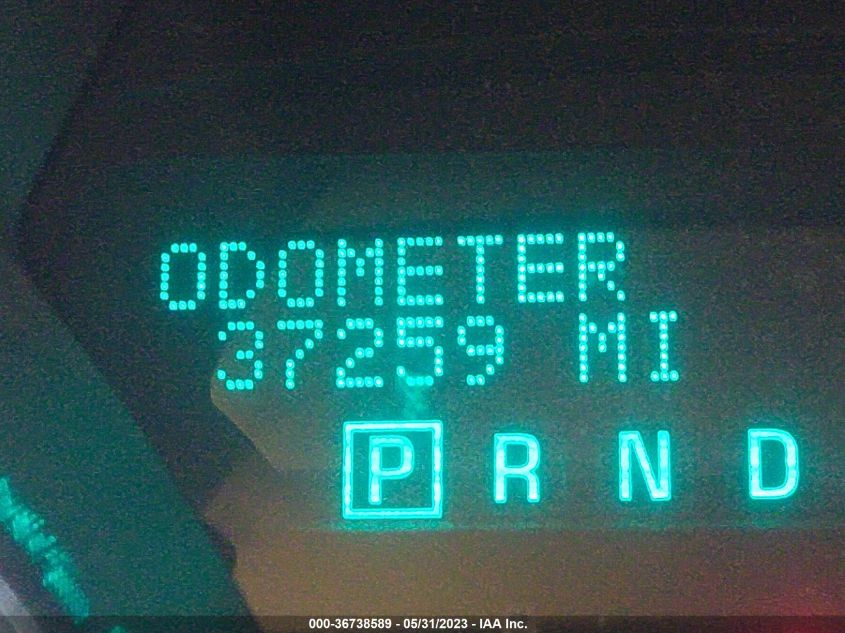 ODOMETER
37259 MI
P R N D
000-36738589 - 05/31/2023 - IAA Inc.